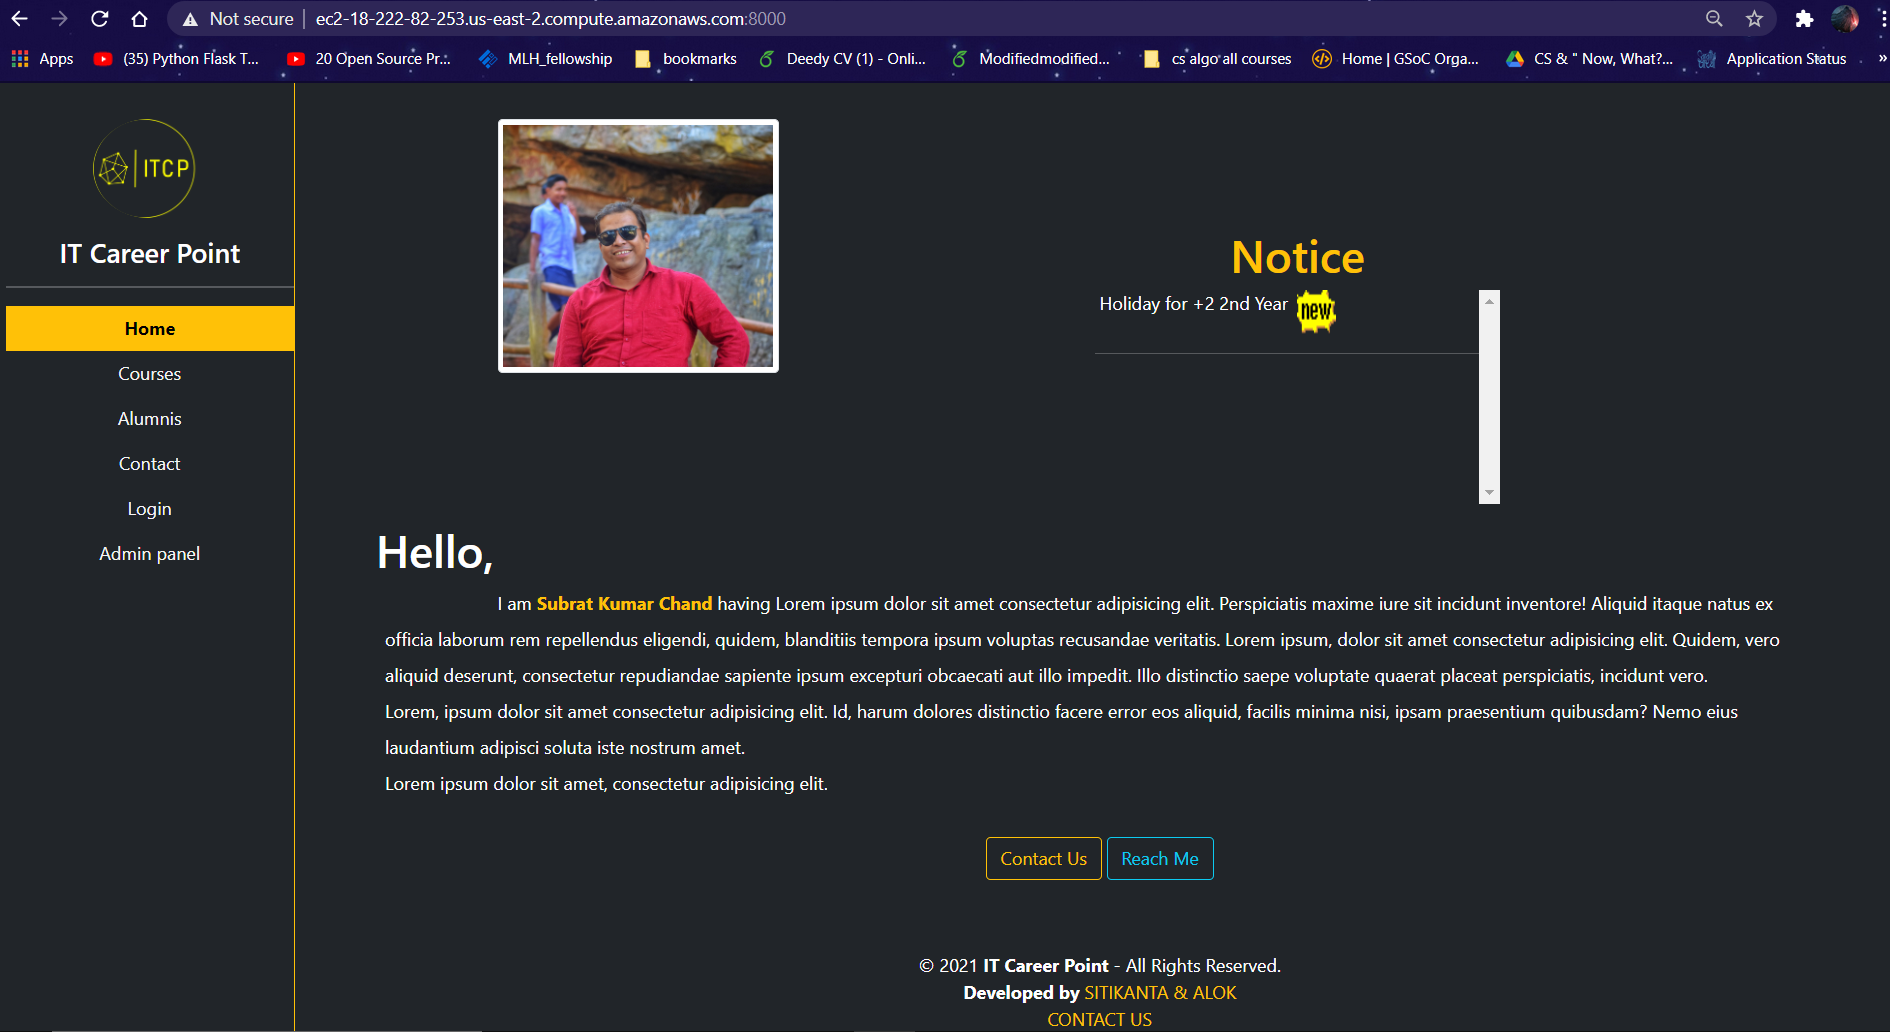 Not secure | ec2-18-222-82-253.us-east-2.compute.amazonaws.com:8000
Apps (35) Python Flask T... 20 Open Source Pr... MLH_fellowship bookmarks Deedy CV (1) - Onli... Modifiedmodified... cs algo all courses Home | GSoC Orga... CS & " Now, What?... Application Status »
ITCP
IT Career Point
Home
Courses
Alumnis
Contact
Login
Admin panel
Notice
Holiday for +2 2nd Year new
Hello,
I am Subrat Kumar Chand having Lorem ipsum dolor sit amet consectetur adipisicing elit. Perspiciatis maxime iure sit incidunt inventore! Aliquid itaque natus ex
officia laborum rem repellendus eligendi, quidem, blanditiis tempora ipsum voluptas recusandae veritatis. Lorem ipsum, dolor sit amet consectetur adipisicing elit. Quidem, vero
aliquid deserunt, consectetur repudiandae sapiente ipsum excepturi obcaecati aut illo impedit. Illo distinctio saepe voluptate quaerat placeat perspiciatis, incidunt vero.
Lorem, ipsum dolor sit amet consectetur adipisicing elit. Id, harum dolores distinctio facere error eos aliquid, facilis minima nisi, ipsam praesentium quibusdam? Nemo eius
laudantium adipisci soluta iste nostrum amet.
Lorem ipsum dolor sit amet, consectetur adipisicing elit.
Contact Us Reach Me
© 2021 IT Career Point - All Rights Reserved.
Developed by SITIKANTA & ALOK
CONTACT US